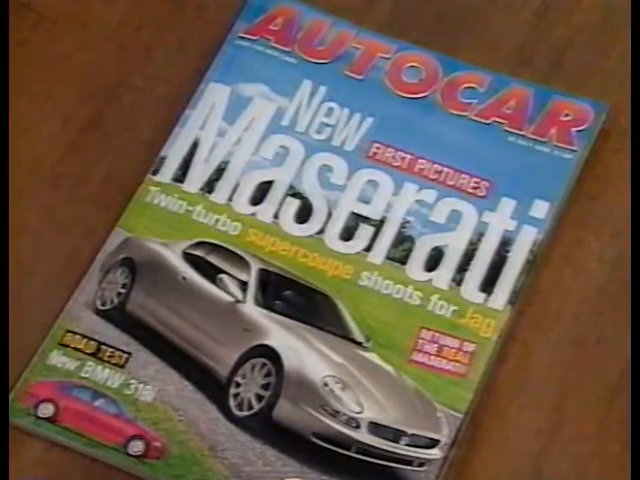 AUTOCAR
New
FIRST PICTURES
Maserati
Twin-turbo supercoupe shoots for Jag
RETURN OF
THE REAL
MASERATI
ROAD TEST
New BMW 318i